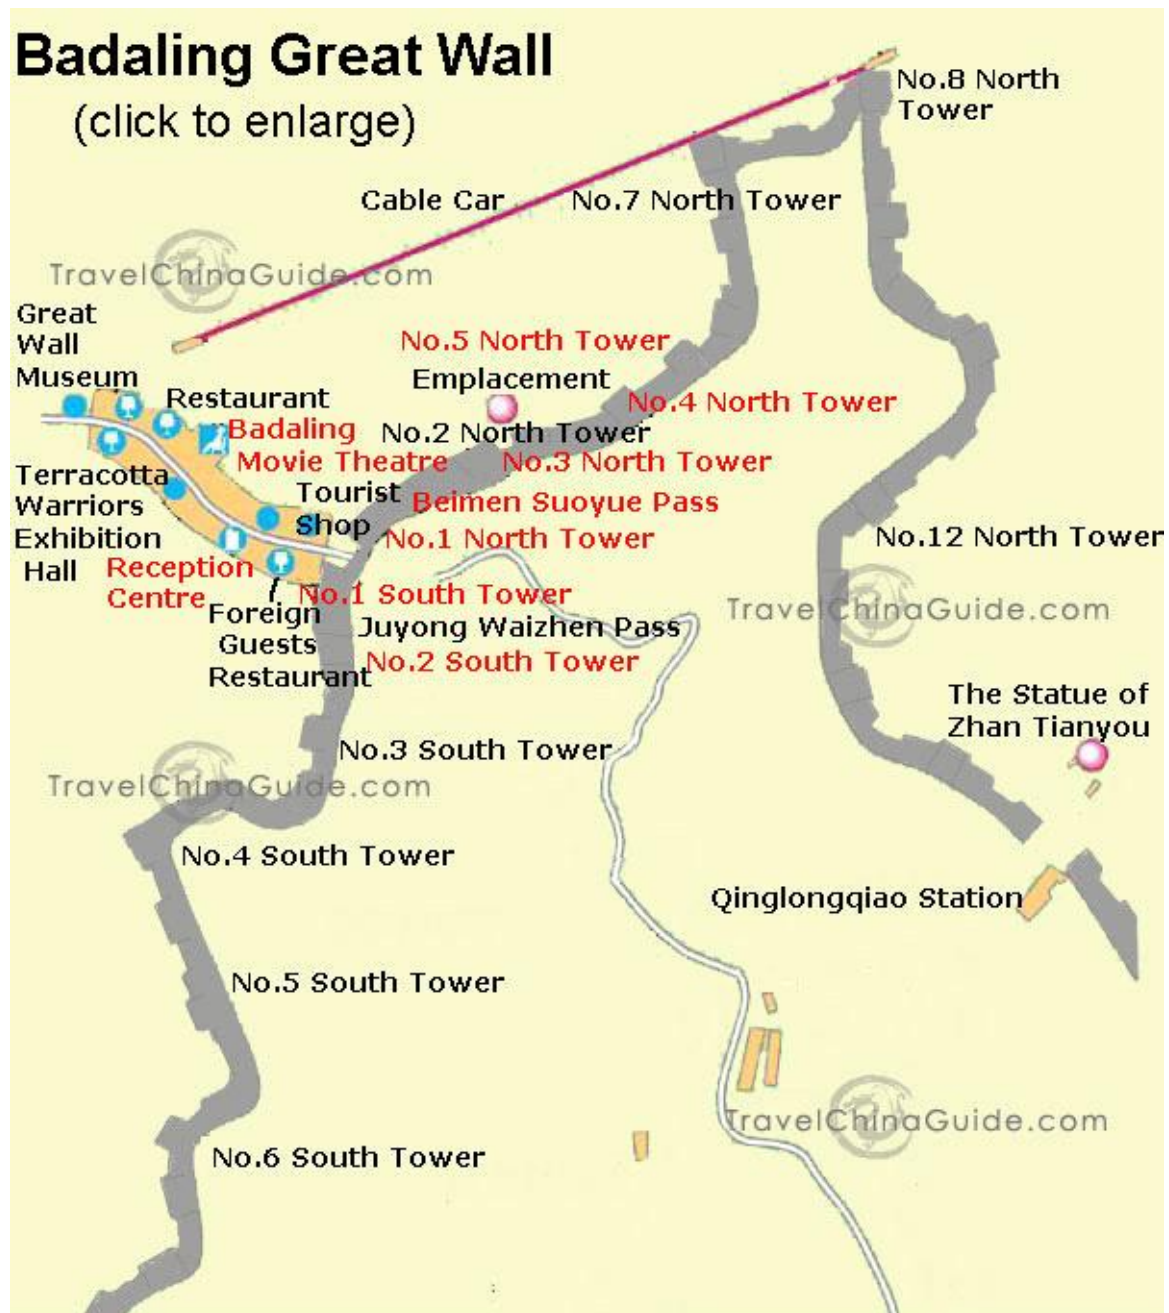 Badaling Great Wall
(click to enlarge)
No.8 North
Tower
Cable Car
No.7 North Tower
TravelChinaGuide.com
Great
Wall
Museum
No.5 North Tower
Emplacement
Restaurant
No.4 North Tower
Badaling
Movie Theatre
No.2 North Tower
No.3 North Tower
Terracotta
Warriors
Exhibition
Hall
Tourist
Shop
Beimen Suoyue Pass
No.1 North Tower
No.12 North Tower
Reception
Centre
No.1 South Tower
Foreign
Guests
Restaurant
Juyong Waizhen Pass
TravelChinaGuide.com
No.2 South Tower
The Statue of
Zhan Tianyou
No.3 South Tower
TravelChinaGuide.com
No.4 South Tower
Qinglongqiao Station
No.5 South Tower
TravelChinaGuide.com
No.6 South Tower